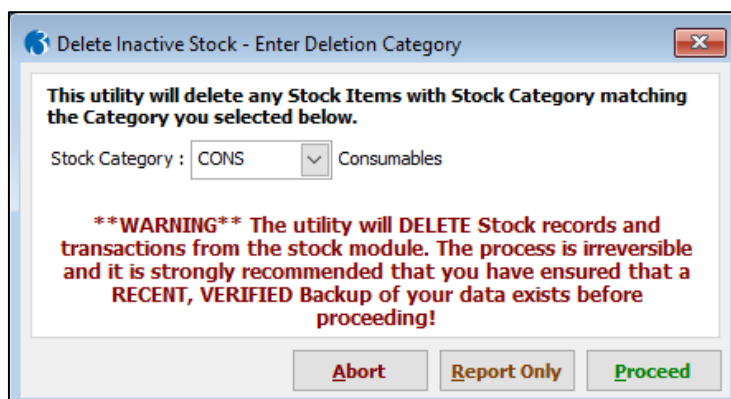 Delete Inactive Stock - Enter Deletion Category
This utility will delete any Stock Items with Stock Category matching
the Category you selected below.
Stock Category : CONS Consumables
**WARNING** The utility will DELETE Stock records and
transactions from the stock module. The process is irreversible
and it is strongly recommended that you have ensured that a
RECENT, VERIFIED Backup of your data exists before
proceeding!
Abort Report Only Proceed